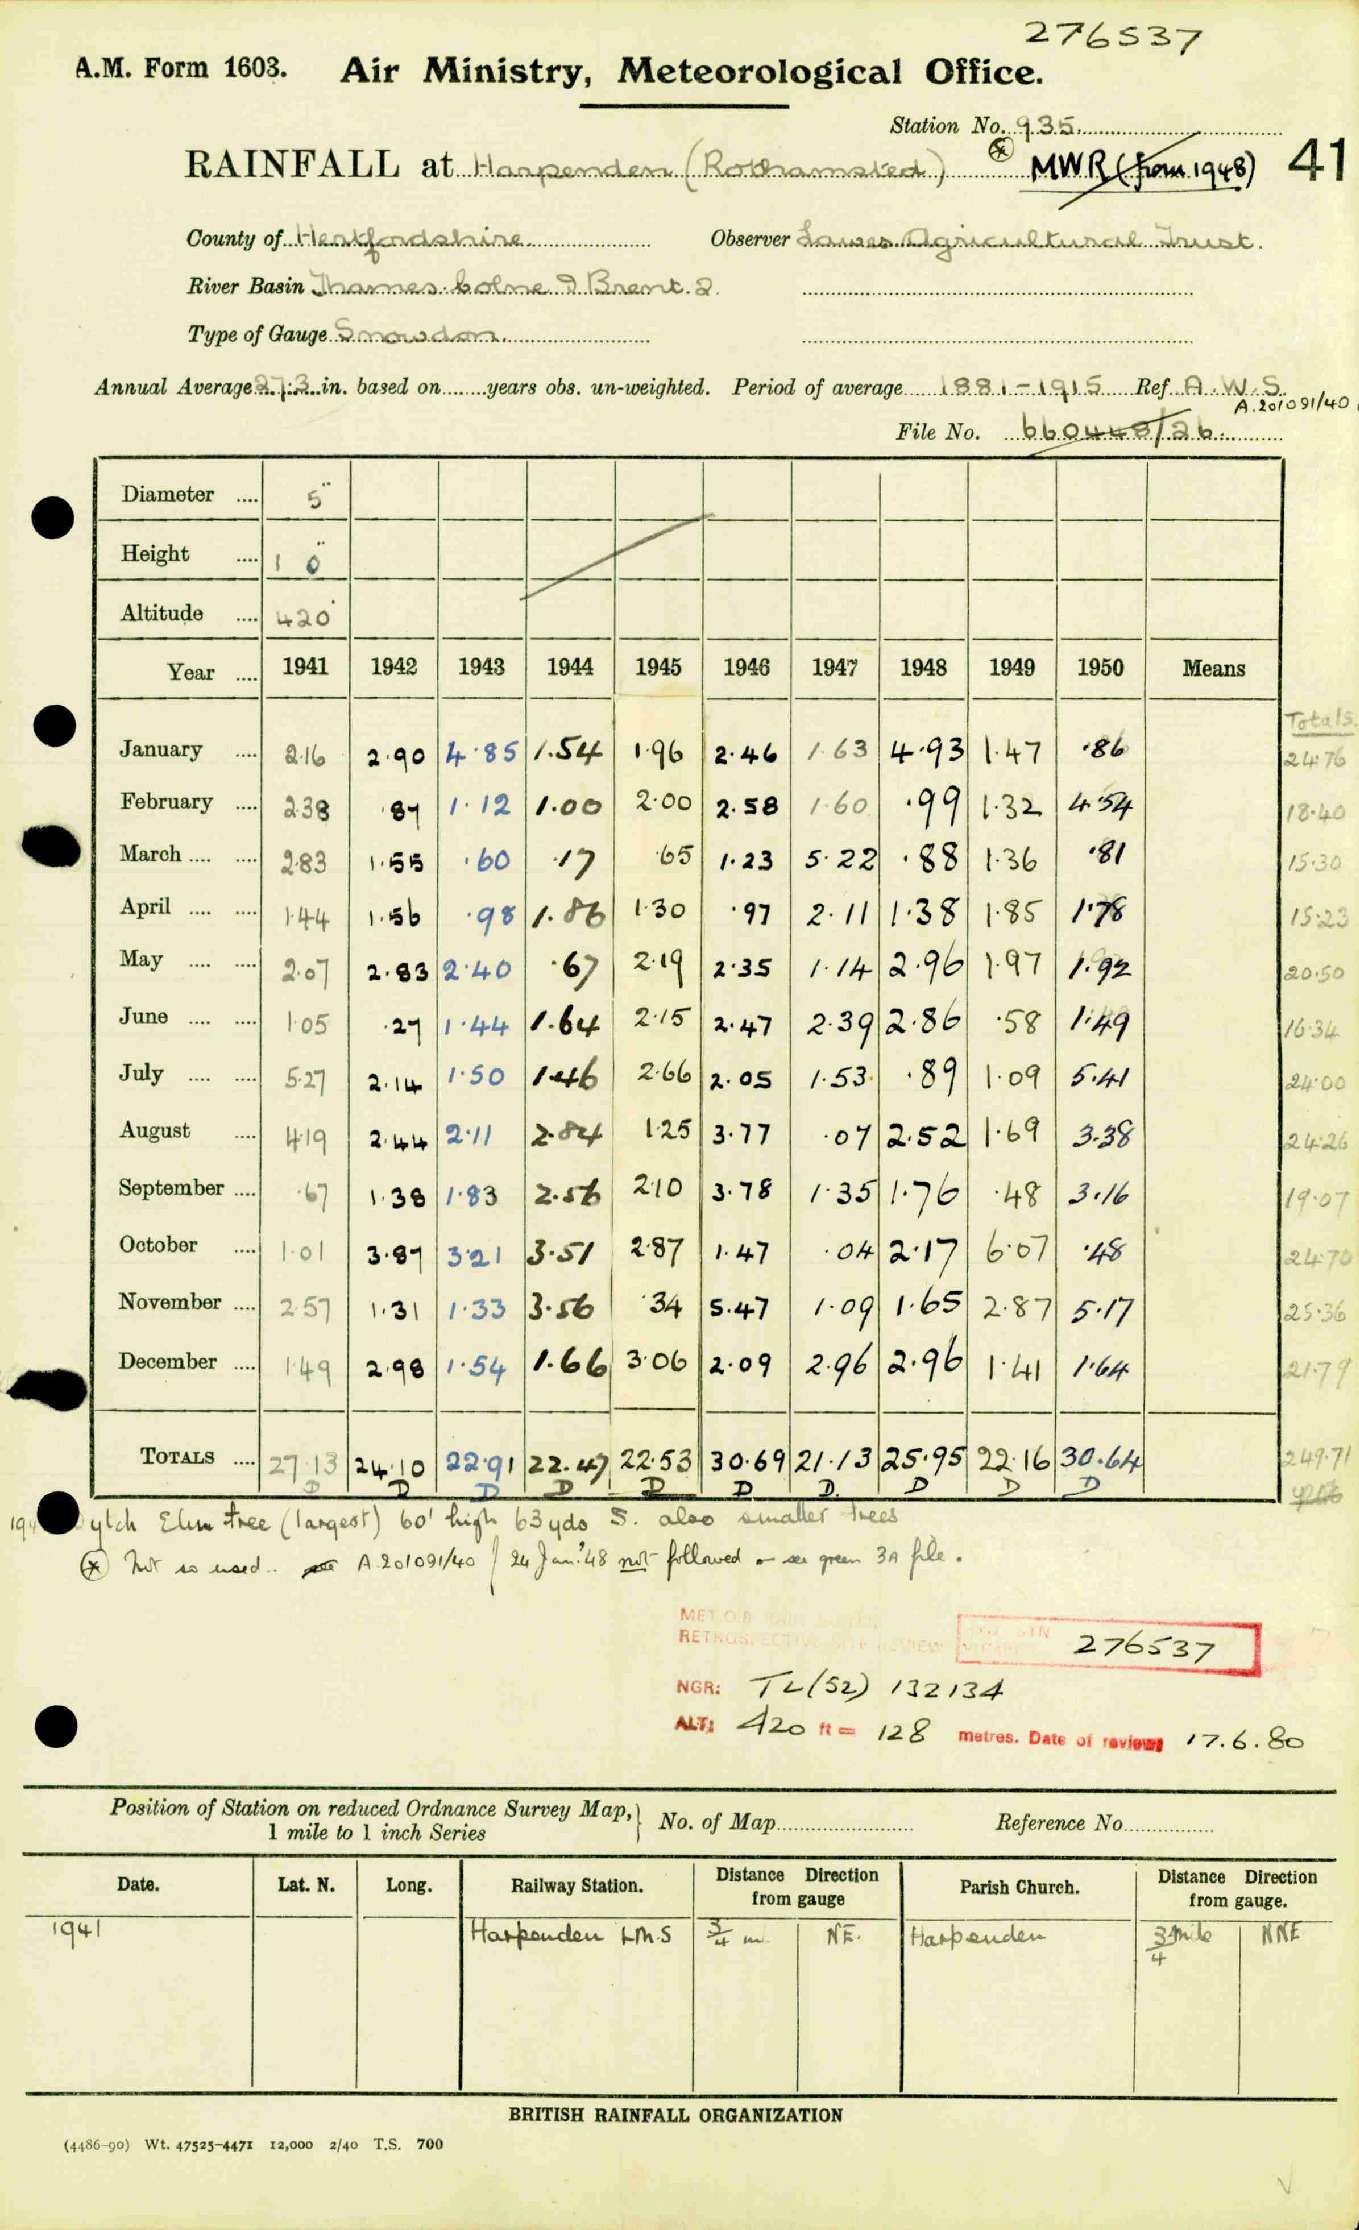 276537
A.M. Form 1603. Air Ministry, Meteorological Office.
Station No. 935
RAINFALL at Harpenden (Rothamsted) ⊛ MWR (from 1948) 41
County of Hertfordshire Observer Lawes Agricultural Trust.
River Basin Thames. Colne & Brent. 2.
Type of Gauge Snowdon
Annual Average 27.3 in. based on.......years obs. un-weighted. Period of average 1881-1915 Ref. A.W.S.
A.201091/40
File No. 660448/26
Diameter .... 5"
Height .... 1' 0"
Altitude .... 420'
Year .... 1941 1942 1943 1944 1945 1946 1947 1948 1949 1950 Means
Totals.
January .... 2.16 2.90 4.85 1.54 1.96 2.46 1.63 4.93 1.47 .86 24.76
February .... 2.38 .87 1.12 1.00 2.00 2.58 1.60 .99 1.32 4.54 18.40
March .... .... 2.83 1.55 .60 .17 .65 1.23 5.22 .88 1.36 .81 15.30
April .... .... 1.44 1.56 .98 1.86 1.30 .97 2.11 1.38 1.85 1.78 15.23
May .... .... 2.07 2.83 2.40 .67 2.19 2.35 1.14 2.96 1.97 1.92 20.50
June .... .... 1.05 .27 1.44 1.64 2.15 2.47 2.39 2.86 .58 1.49 16.34
July .... .... 5.27 2.14 1.50 1.46 2.66 2.05 1.53 .89 1.09 5.41 24.00
August .... 4.19 2.44 2.11 2.84 1.25 3.77 .07 2.52 1.69 3.38 24.26
September .... .67 1.38 1.83 2.56 2.10 3.78 1.35 1.76 .48 3.16 19.07
October .... 1.01 3.87 3.21 3.51 2.87 1.47 .04 2.17 6.07 .48 24.70
November .... 2.57 1.31 1.33 3.56 .34 5.47 1.09 1.65 2.87 5.17 25.36
December .... 1.49 2.98 1.54 1.66 3.06 2.09 2.96 2.96 1.41 1.64 21.79
TOTALS .... 27.13 24.10 22.91 22.47 22.53 30.69 21.13 25.95 22.16 30.64 249.71
D D D D D D D. D D D
Wytch Elm tree (largest) 60' high 63 yds S. also smaller trees
⊛ Not so used.. see A.201091/40 / 24 Jan: '48 not followed – see green 3A file.
MET.O.8
RETROSPECTIVE SITE REVIEW 276537
NGR: TL(52) 132134
ALT: 420 ft = 128 metres. Date of review: 17.6.80
Position of Station on reduced Ordnance Survey Map,} No. of Map............ Reference No............
1 mile to 1 inch Series
Date. Lat. N. Long. Railway Station. Distance Direction from gauge Parish Church. Distance Direction from gauge.
1941 Harpenden LM.S 3/4 m NE. Harpenden 3/4 mile NNE
BRITISH RAINFALL ORGANIZATION
(4486-90) Wt. 47525-4471 12,000 2/40 T.S. 700